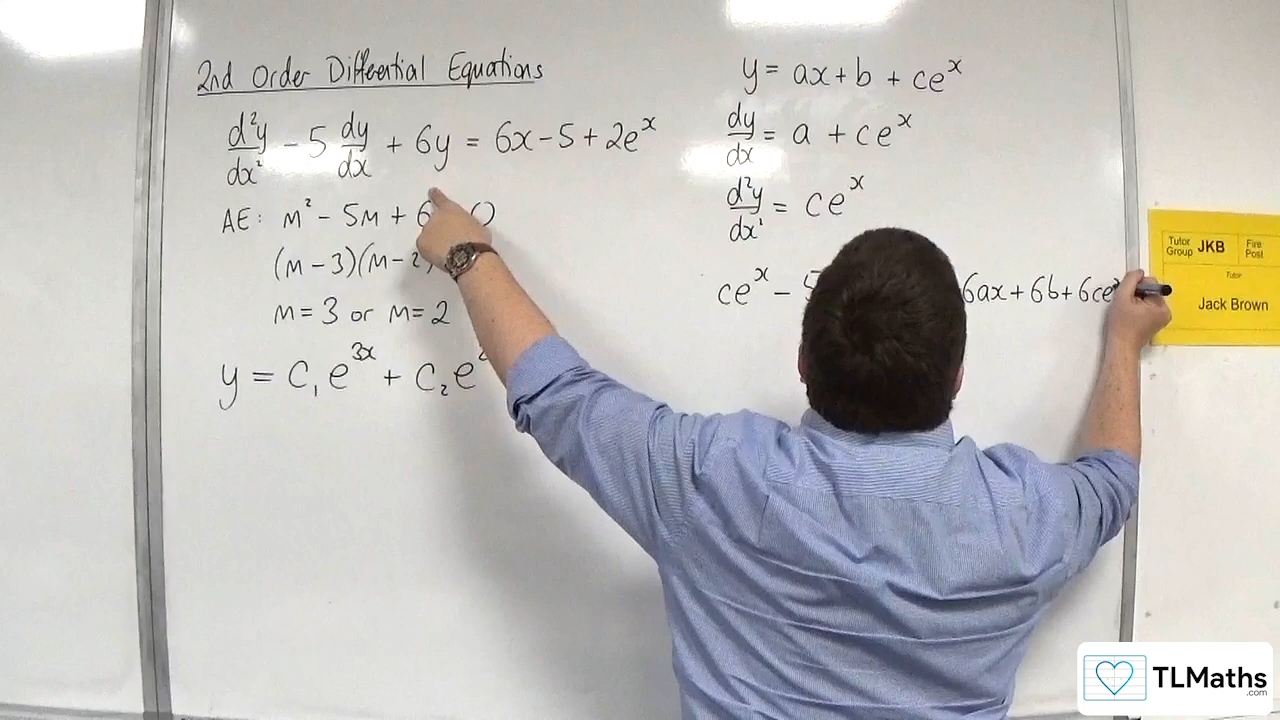 2nd Order Differential Equations
d²y/dx² - 5 dy/dx + 6y = 6x - 5 + 2eˣ
AE: m² - 5m + 6 0
(m - 3)(m - 2
m = 3 or m = 2
y = c₁e³ˣ + c₂e
y = ax + b + ceˣ
dy/dx = a + ceˣ
d²y/dx² = ceˣ
ceˣ - 5 6ax + 6b + 6ceˣ
Tutor Group JKB
Fire Post
Tutor
Jack Brown
TLMaths
.com